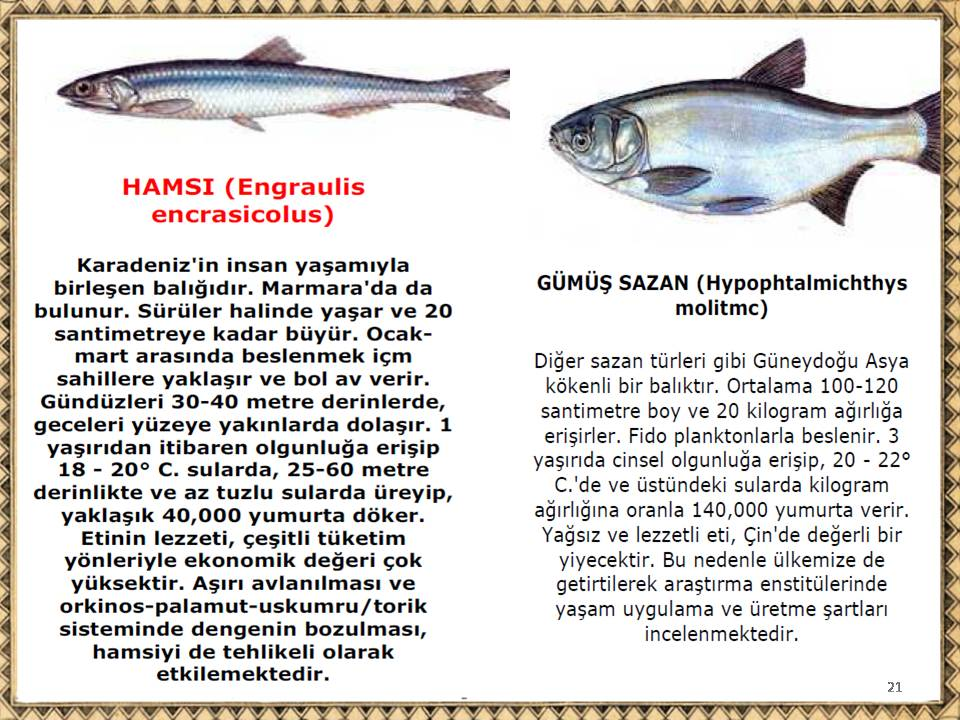 HAMSI (Engraulis
encrasicolus)
Karadeniz'in insan yaşamıyla
birleşen balığıdır. Marmara'da da
bulunur. Sürüler halinde yaşar ve 20
santimetreye kadar büyür. Ocak-
mart arasında beslenmek içm
sahillere yaklaşır ve bol av verir.
Gündüzleri 30-40 metre derinlerde,
geceleri yüzeye yakınlarda dolaşır. 1
yaşırıdan itibaren olgunluğa erişip
18 - 20° C. sularda, 25-60 metre
derinlikte ve az tuzlu sularda üreyip,
yaklaşık 40,000 yumurta döker.
Etinin lezzeti, çeşitli tüketim
yönleriyle ekonomik değeri çok
yüksektir. Aşırı avlanılması ve
orkinos-palamut-uskumru/torik
sisteminde dengenin bozulması,
hamsiyi de tehlikeli olarak
etkilemektedir.
GÜMÜŞ SAZAN (Hypophtalmichthys
molitmc)
Diğer sazan türleri gibi Güneydoğu Asya
kökenli bir balıktır. Ortalama 100-120
santimetre boy ve 20 kilogram ağırlığa
erişirler. Fido planktonlarla beslenir. 3
yaşırıda cinsel olgunluğa erişip, 20 - 22°
C.'de ve üstündeki sularda kilogram
ağırlığına oranla 140,000 yumurta verir.
Yağsız ve lezzetli eti, Çin'de değerli bir
yiyecektir. Bu nedenle ülkemize de
getirtilerek araştırma enstitülerinde
yaşam uygulama ve üretme şartları
incelenmektedir.
21